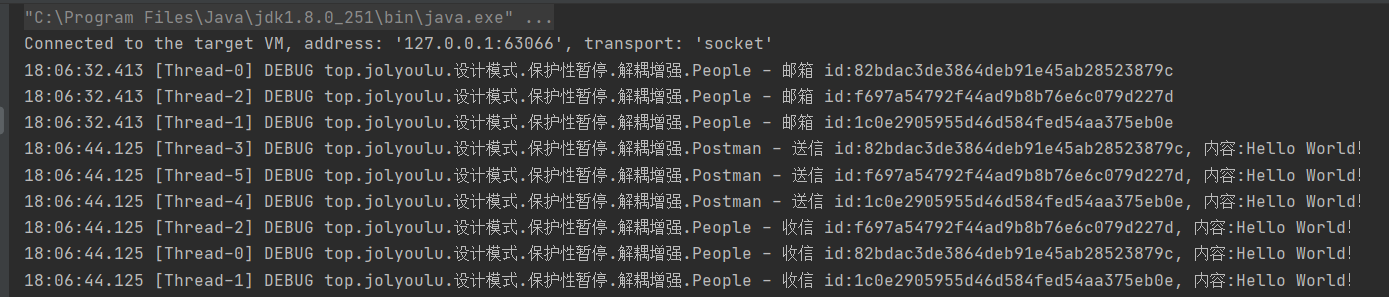 "C:\Program Files\Java\jdk1.8.0_251\bin\java.exe" ...
Connected to the target VM, address: '127.0.0.1:63066', transport: 'socket'
18:06:32.413 [Thread-0] DEBUG top.jolyoulu.设计模式.保护性暂停.解耦增强.People - 邮箱 id:82bdac3de3864deb91e45ab28523879c
18:06:32.413 [Thread-2] DEBUG top.jolyoulu.设计模式.保护性暂停.解耦增强.People - 邮箱 id:f697a54792f44ad9b8b76e6c079d227d
18:06:32.413 [Thread-1] DEBUG top.jolyoulu.设计模式.保护性暂停.解耦增强.People - 邮箱 id:1c0e2905955d46d584fed54aa375eb0e
18:06:44.125 [Thread-3] DEBUG top.jolyoulu.设计模式.保护性暂停.解耦增强.Postman - 送信 id:82bdac3de3864deb91e45ab28523879c, 内容:Hello World!
18:06:44.125 [Thread-5] DEBUG top.jolyoulu.设计模式.保护性暂停.解耦增强.Postman - 送信 id:f697a54792f44ad9b8b76e6c079d227d, 内容:Hello World!
18:06:44.125 [Thread-4] DEBUG top.jolyoulu.设计模式.保护性暂停.解耦增强.Postman - 送信 id:1c0e2905955d46d584fed54aa375eb0e, 内容:Hello World!
18:06:44.125 [Thread-2] DEBUG top.jolyoulu.设计模式.保护性暂停.解耦增强.People - 收信 id:f697a54792f44ad9b8b76e6c079d227d, 内容:Hello World!
18:06:44.125 [Thread-0] DEBUG top.jolyoulu.设计模式.保护性暂停.解耦增强.People - 收信 id:82bdac3de3864deb91e45ab28523879c, 内容:Hello World!
18:06:44.125 [Thread-1] DEBUG top.jolyoulu.设计模式.保护性暂停.解耦增强.People - 收信 id:1c0e2905955d46d584fed54aa375eb0e, 内容:Hello World!